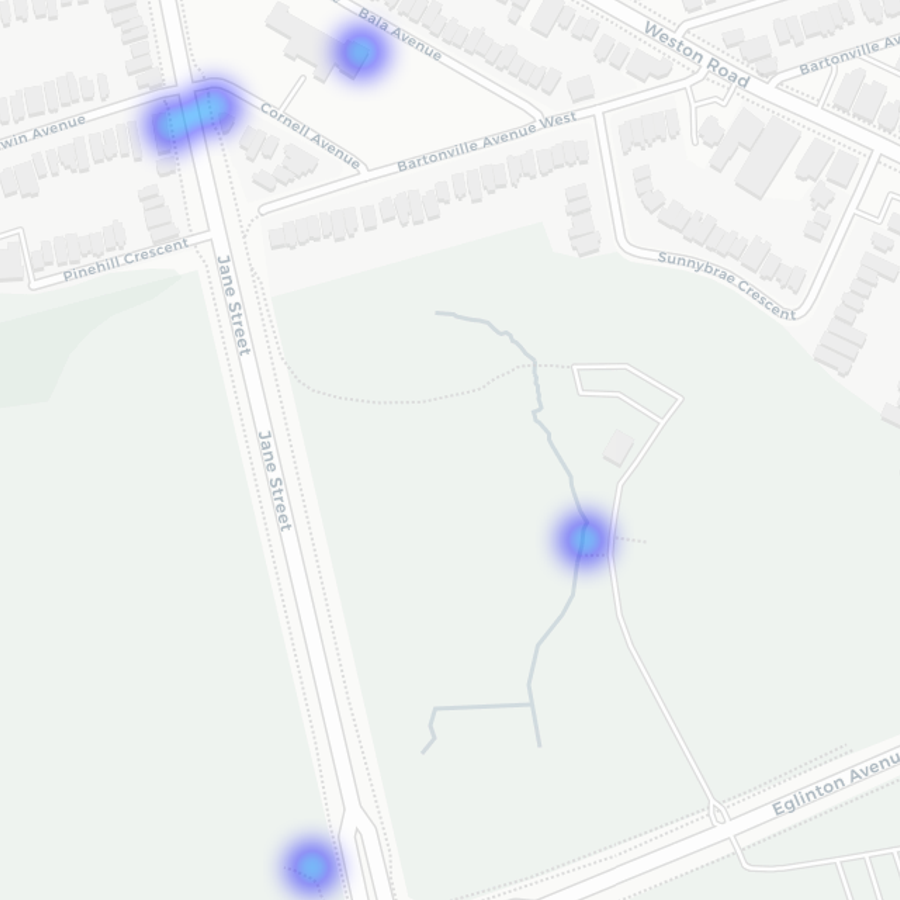 Bala Avenue
Weston Road
Bartonville Av
win Avenue
Cornell Avenue
Bartonville Avenue West
Pinehill Crescent
Jane Street
Sunnybrae Crescent
Jane Street
Eglinton Avenu